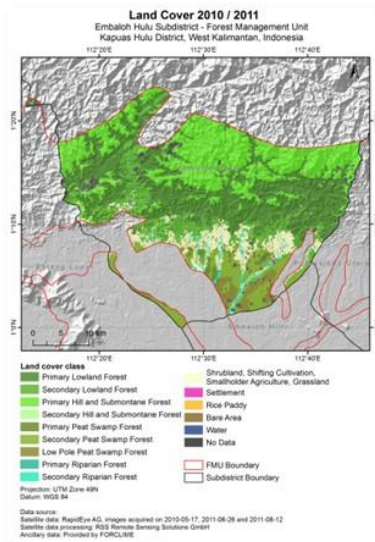 Land Cover 2010 / 2011
Embaloh Hulu Subdistrict - Forest Management Unit
Kapuas Hulu District, West Kalimantan, Indonesia
112°20'E 112°30'E 112°40'E
1°20'N
1°10'N
1°0'N
0 5 10 km
112°20'E 112°30'E 112°40'E
Land cover class
Primary Lowland Forest
Secondary Lowland Forest
Primary Hill and Submontane Forest
Secondary Hill and Submontane Forest
Primary Peat Swamp Forest
Secondary Peat Swamp Forest
Low Pole Peat Swamp Forest
Primary Riparian Forest
Secondary Riparian Forest
Shrubland, Shifting Cultivation,
Smallholder Agriculture, Grassland
Settlement
Rice Paddy
Bare Area
Water
No Data
FMU Boundary
Subdistrict Boundary
Projection: UTM Zone 49N
Datum: WGS 84
Data source:
Satellite data: RapidEye AG, images acquired on 2010-05-17, 2011-06-26 and 2011-08-12
Satellite data processing: RSS Remote Sensing Solutions GmbH
Ancillary data: Provided by FORCLIME